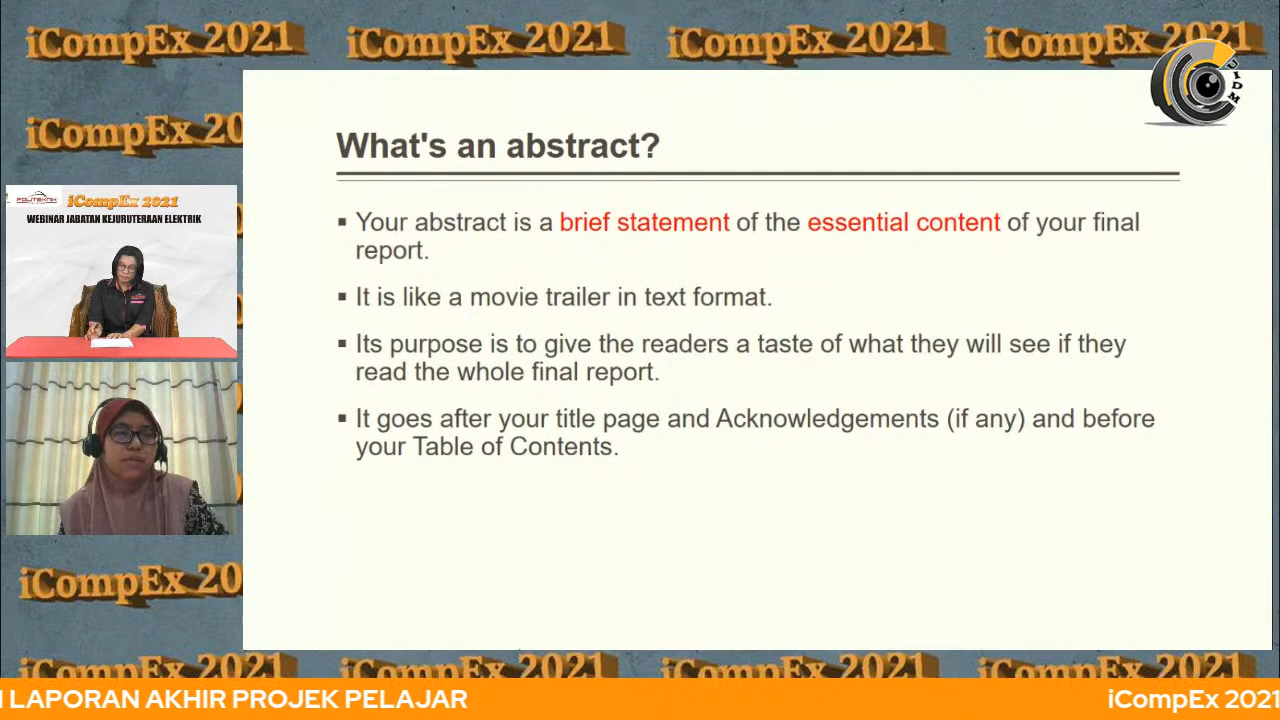 iCompEx 2021 iCompEx 2021 iCompEx 2021 iCompEx 2021
iCompEx 20
UIDM
What's an abstract?
POLITEKNIK
iCompEx 2021
WEBINAR JABATAN KEJURUTERAAN ELEKTRIK
▪ Your abstract is a brief statement of the essential content of your final
report.
▪ It is like a movie trailer in text format.
▪ Its purpose is to give the readers a taste of what they will see if they
read the whole final report.
▪ It goes after your title page and Acknowledgements (if any) and before
your Table of Contents.
iCompEx 20
iCompEx 2021 iCompEx 2021 iCompEx 2021 iCompEx 2021
LAPORAN AKHIR PROJEK PELAJAR
iCompEx 2021